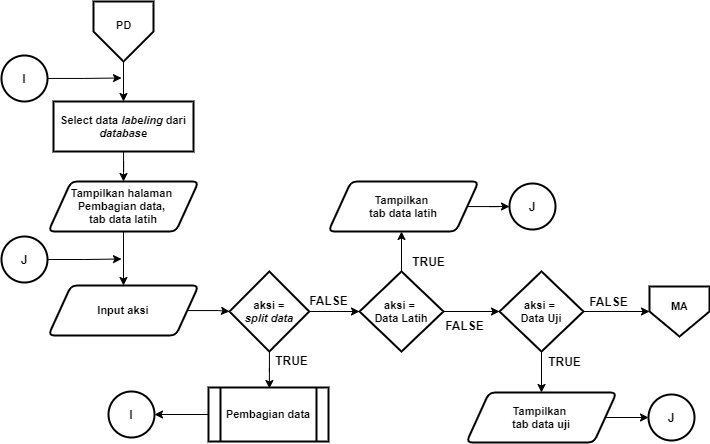 PD
I
Select data labeling dari
database
Tampilkan halaman
Pembagian data,
tab data latih
J
Input aksi
aksi =
split data
FALSE
TRUE
Pembagian data
I
aksi =
Data Latih
TRUE
Tampilkan
tab data latih
J
FALSE
aksi =
Data Uji
FALSE
MA
TRUE
Tampilkan
tab data uji
J